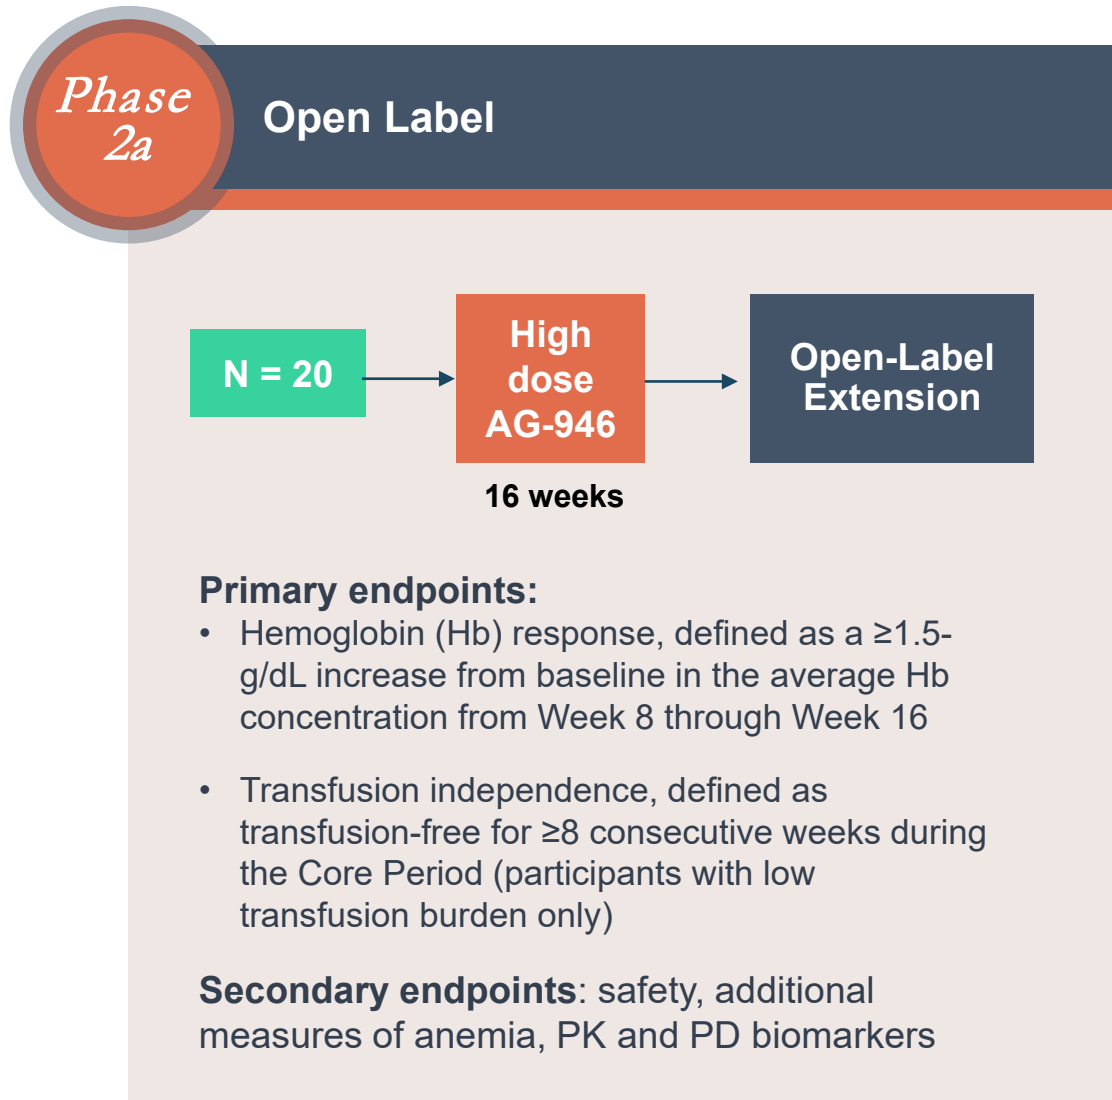 Phase
2a
Open Label
N = 20
High
dose
AG-946
16 weeks
Open-Label
Extension
Primary endpoints:
• Hemoglobin (Hb) response, defined as a ≥1.5-
g/dL increase from baseline in the average Hb
concentration from Week 8 through Week 16
• Transfusion independence, defined as
transfusion-free for ≥8 consecutive weeks during
the Core Period (participants with low
transfusion burden only)
Secondary endpoints: safety, additional
measures of anemia, PK and PD biomarkers